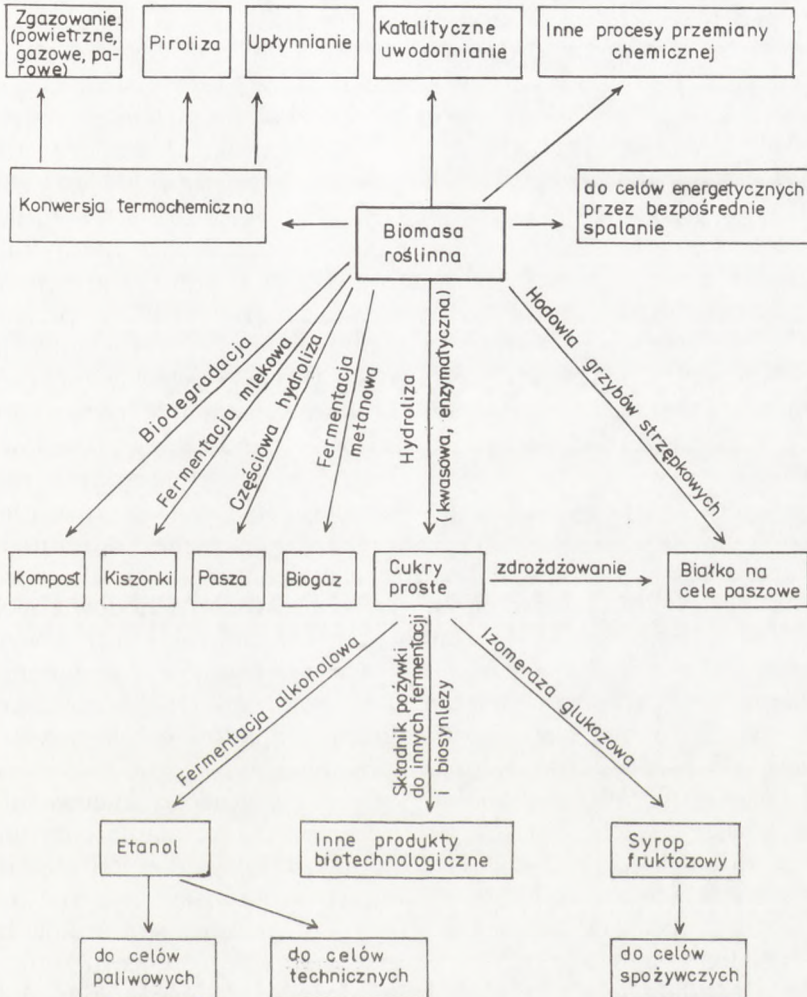 Zgazowanie.
(powietrzne,
gazowe, pa-
rowe)
Piroliza
Upłynnianie
Katalityczne
uwodornianie
Inne procesy przemiany
chemicznej
Konwersja termochemiczna
Biomasa
roślinna
do celów energetycznych
przez bezpośrednie
spalanie
Biodegradacja
Fermentacja mlekowa
Częściowa hydroliza
Fermentacja
metanowa
Hydroliza
(kwasowa, enzymatyczna)
Hodowla grzybów strzępkowych
Kompost
Kiszonki
Pasza
Biogaz
Cukry
proste
zdrożdżowanie
Białko na
cele paszowe
Fermentacja alkoholowa
Składnik pożywki
do innych fermentacji
i biosynlezy
Izomeraza glukozowa
Etanol
Inne produkty
biotechnologiczne
Syrop
fruktozowy
do celów
paliwowych
do celów
technicznych
do celów
spożywczych